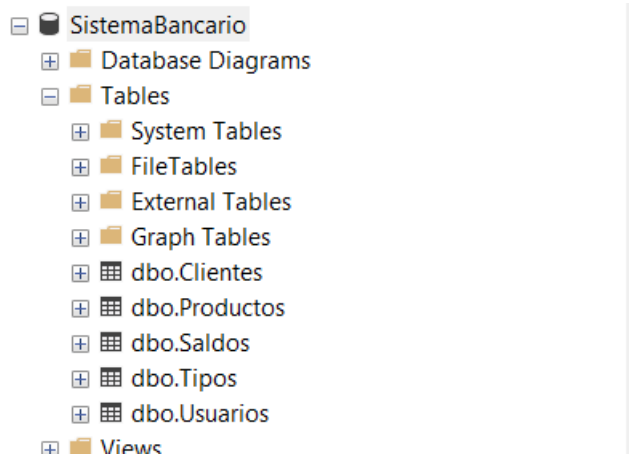 SistemaBancario
Database Diagrams
Tables
System Tables
FileTables
External Tables
Graph Tables
dbo.Clientes
dbo.Productos
dbo.Saldos
dbo.Tipos
dbo.Usuarios
Views